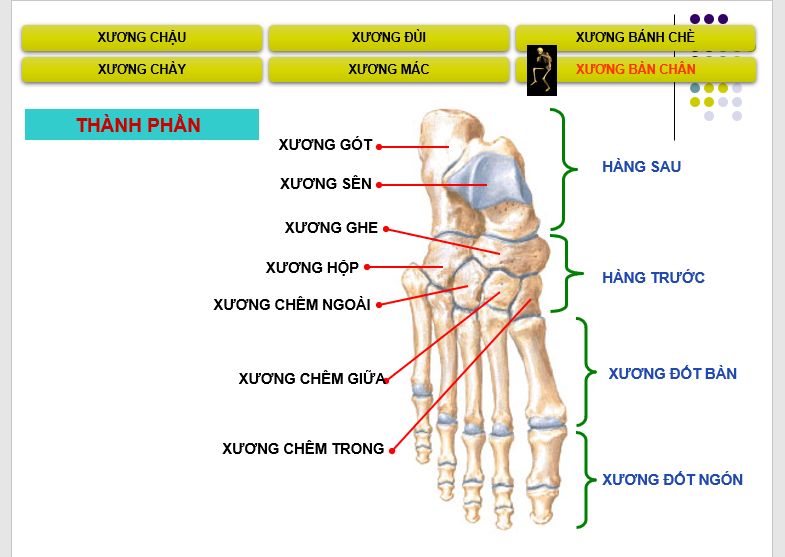 XƯƠNG CHẬU
XƯƠNG ĐÙI
XƯƠNG BÁNH CHÈ
XƯƠNG CHÀY
XƯƠNG MÁC
XƯƠNG BÀN CHÂN
THÀNH PHẦN
XƯƠNG GÓT
XƯƠNG SÊN
XƯƠNG GHE
XƯƠNG HỘP
XƯƠNG CHÊM NGOÀI
XƯƠNG CHÊM GIỮA
XƯƠNG CHÊM TRONG
HÀNG SAU
HÀNG TRƯỚC
XƯƠNG ĐỐT BÀN
XƯƠNG ĐỐT NGÓN